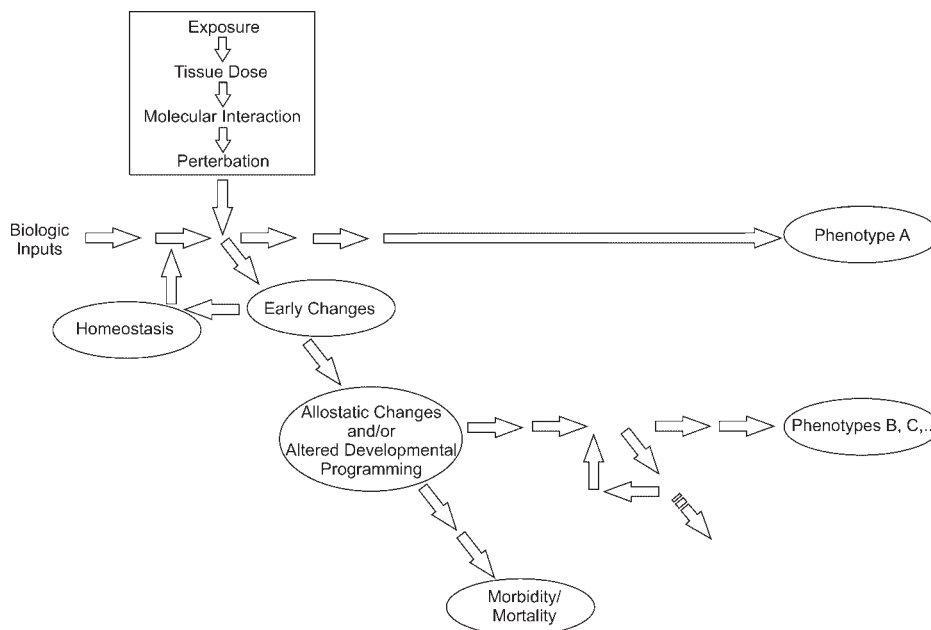 Exposure
Tissue Dose
Molecular Interaction
Perterbation
Biologic
Inputs
Phenotype A
Early Changes
Homeostasis
Allostatic Changes
and/or
Altered Developmental
Programming
Phenotypes B, C,..
Morbidity/
Mortality